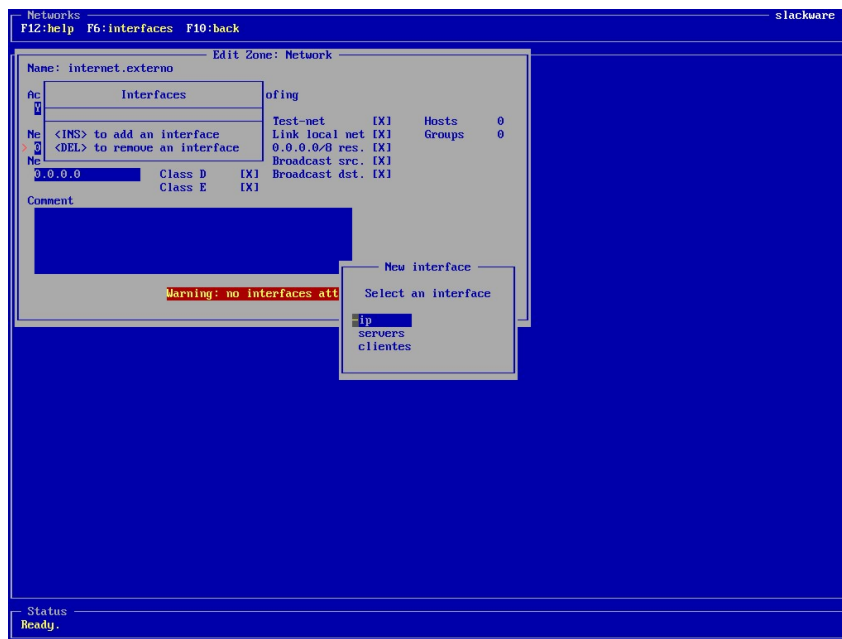 Networks slackware
F12:help F6:interfaces F10:back
Edit Zone: Network
Name: internet.externo
Ac Interfaces ofing
Y
Test-net [X] Hosts 0
Ne <INS> to add an interface Link local net [X] Groups 0
> 0 <DEL> to remove an interface 0.0.0.0/8 res. [X]
Ne Broadcast src. [X]
0.0.0.0 Class D [X] Broadcast dst. [X]
Class E [X]
Comment
New interface
Warning: no interfaces att Select an interface
-ip
servers
clientes
Status
Ready.